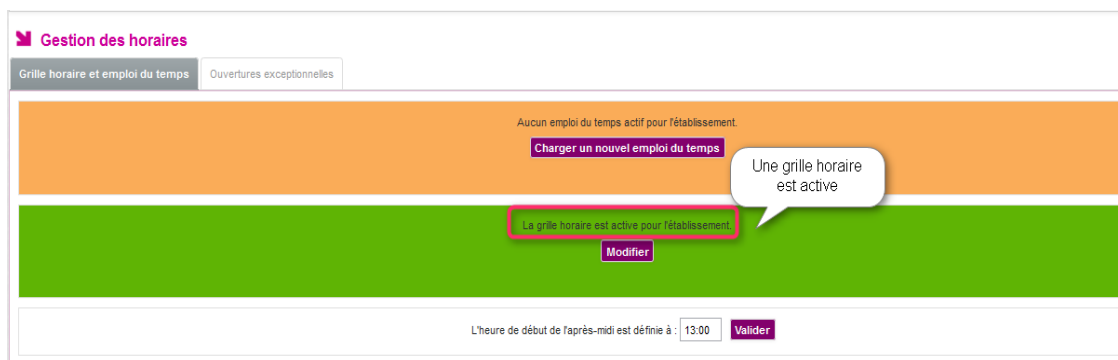 Gestion des horaires
Grille horaire et emploi du temps
Ouvertures exceptionnelles
Aucun emploi du temps actif pour l'établissement.
Charger un nouvel emploi du temps
Une grille horaire
est active
La grille horaire est active pour l'établissement.
Modifier
L'heure de début de l'après-midi est définie à : 13:00 Valider